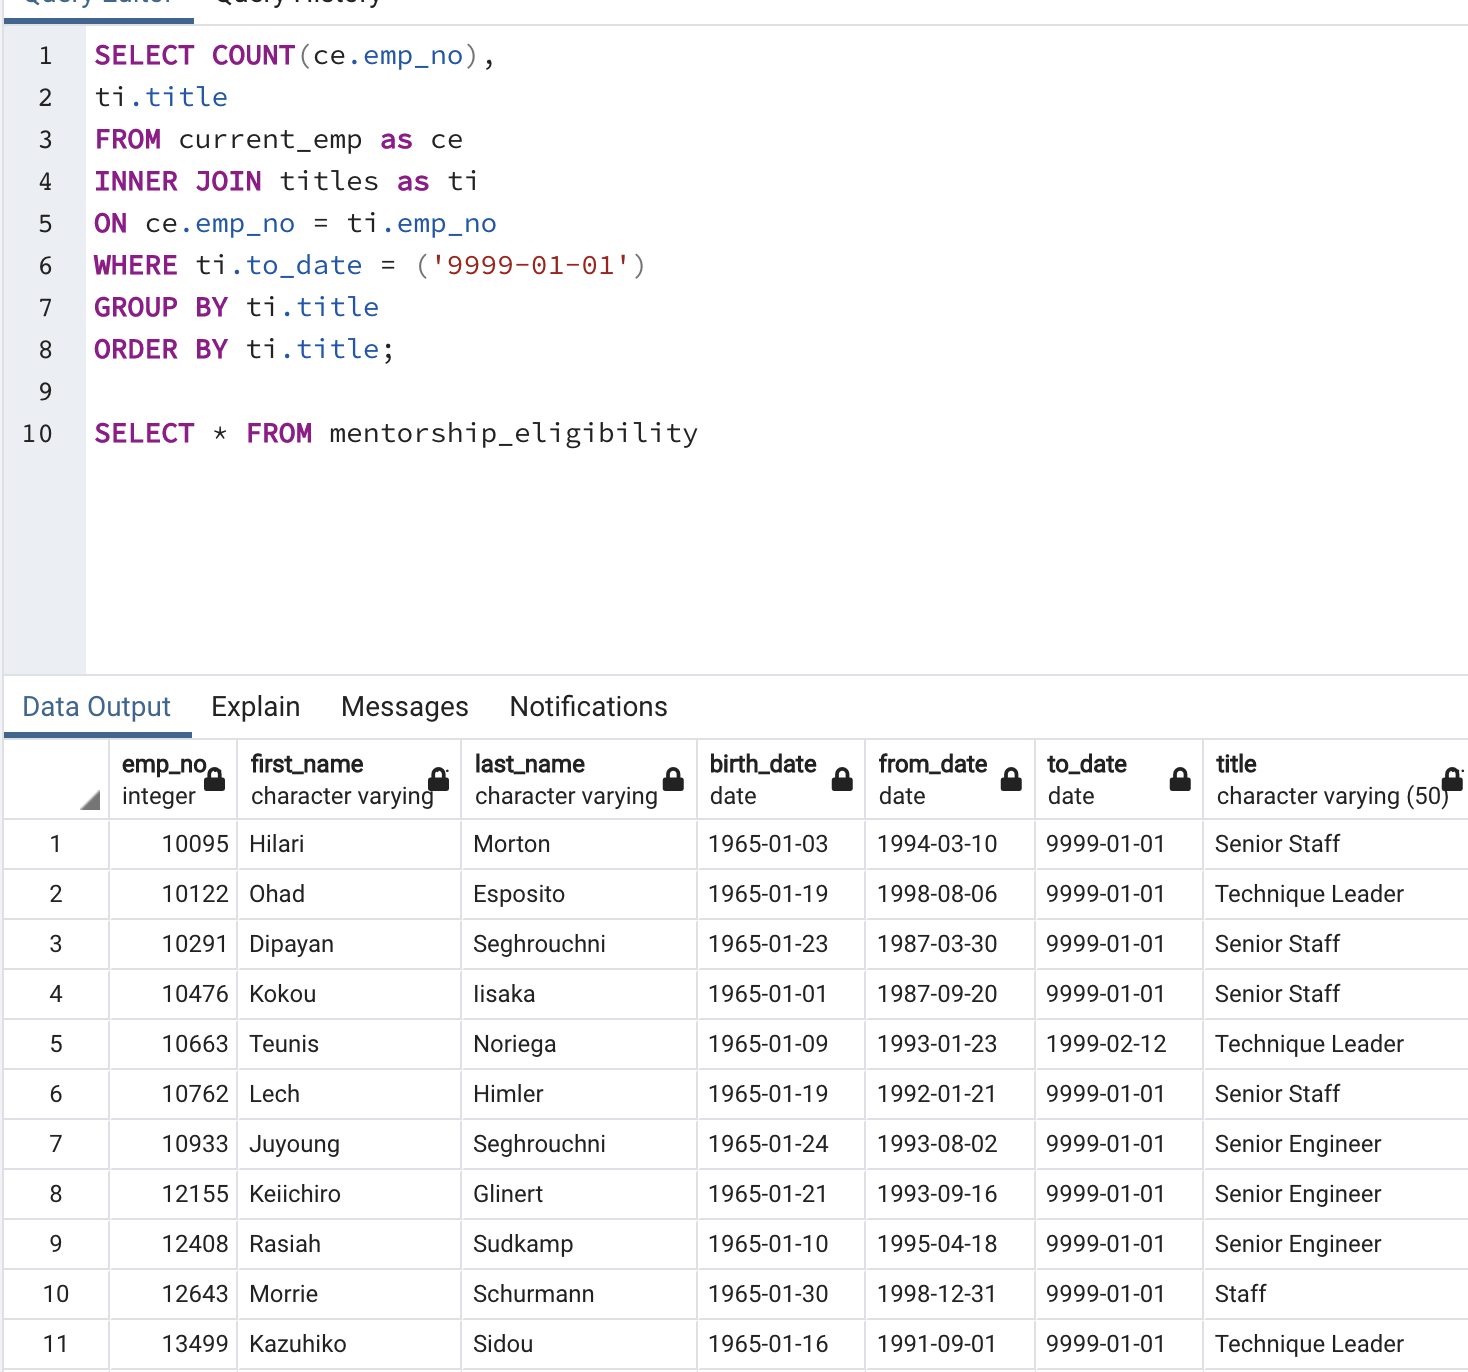 Query Editor Query History
1 SELECT COUNT(ce.emp_no),
2 ti.title
3 FROM current_emp as ce
4 INNER JOIN titles as ti
5 ON ce.emp_no = ti.emp_no
6 WHERE ti.to_date = ('9999-01-01')
7 GROUP BY ti.title
8 ORDER BY ti.title;
9
10 SELECT * FROM mentorship_eligibility
Data Output Explain Messages Notifications
emp_no first_name last_name birth_date from_date to_date title
integer character varying character varying date date date character varying (50)
1 10095 Hilari Morton 1965-01-03 1994-03-10 9999-01-01 Senior Staff
2 10122 Ohad Esposito 1965-01-19 1998-08-06 9999-01-01 Technique Leader
3 10291 Dipayan Seghrouchni 1965-01-23 1987-03-30 9999-01-01 Senior Staff
4 10476 Kokou Iisaka 1965-01-01 1987-09-20 9999-01-01 Senior Staff
5 10663 Teunis Noriega 1965-01-09 1993-01-23 1999-02-12 Technique Leader
6 10762 Lech Himler 1965-01-19 1992-01-21 9999-01-01 Senior Staff
7 10933 Juyoung Seghrouchni 1965-01-24 1993-08-02 9999-01-01 Senior Engineer
8 12155 Keiichiro Glinert 1965-01-21 1993-09-16 9999-01-01 Senior Engineer
9 12408 Rasiah Sudkamp 1965-01-10 1995-04-18 9999-01-01 Senior Engineer
10 12643 Morrie Schurmann 1965-01-30 1998-12-31 9999-01-01 Staff
11 13499 Kazuhiko Sidou 1965-01-16 1991-09-01 9999-01-01 Technique Leader